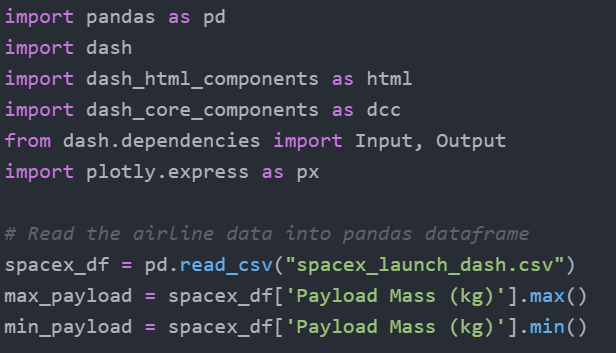 import pandas as pd
import dash
import dash_html_components as html
import dash_core_components as dcc
from dash.dependencies import Input, Output
import plotly.express as px
# Read the airline data into pandas dataframe
spacex_df = pd.read_csv("spacex_launch_dash.csv")
max_payload = spacex_df['Payload Mass (kg)'].max()
min_payload = spacex_df['Payload Mass (kg)'].min()